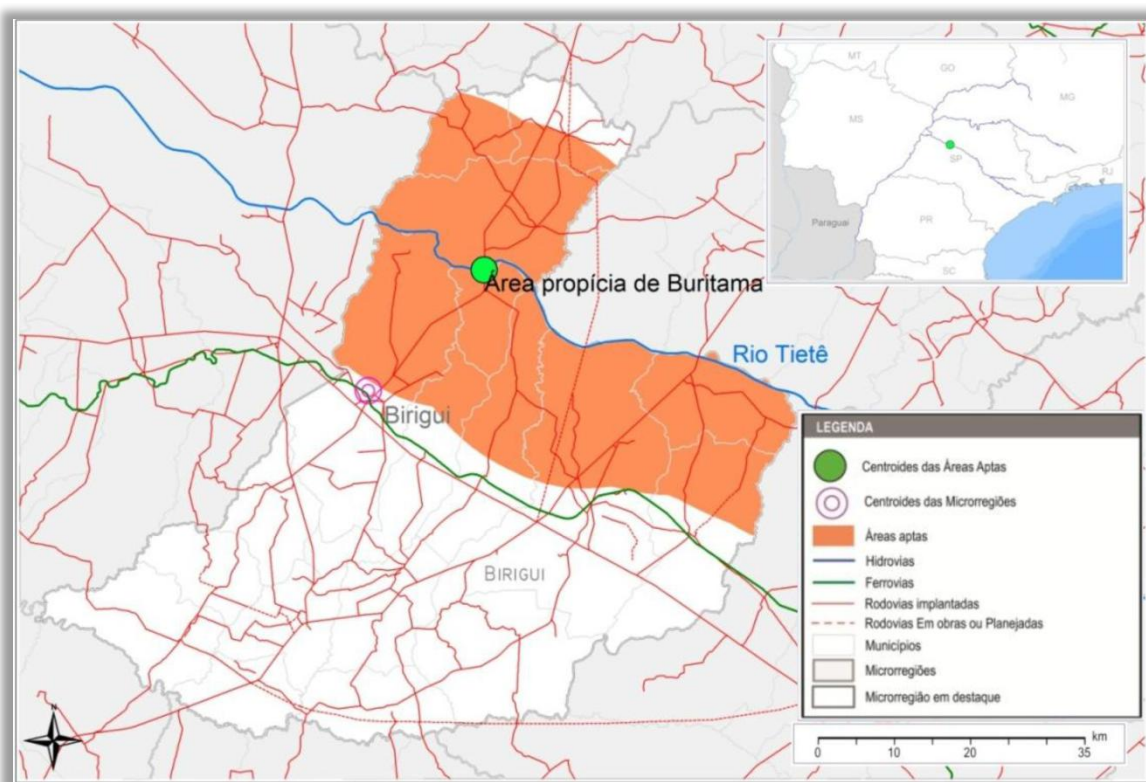 MT
GO
MS
MG
SP
RJ
PR
Paraguai
SC
Área propícia de Buritama
Rio Tietê
Birigui
BIRIGUI
LEGENDA
Centroides das Áreas Aptas
Centroides das Microrregiões
Áreas aptas
Hidrovias
Ferrovias
Rodovias implantadas
Rodovias Em obras ou Planejadas
Municípios
Microrregiões
Microrregião em destaque
km
0 10 20 35
N